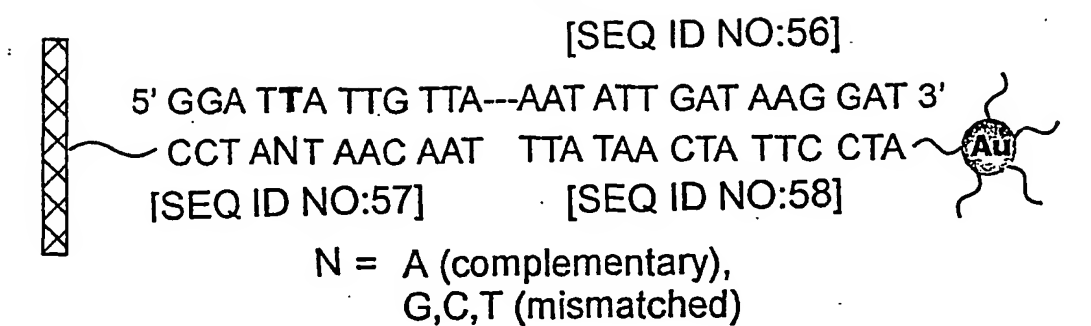 [SEQ ID NO:56]
5' GGA TTA TTG TTA---AAT ATT GAT AAG GAT 3'
CCT ANT AAC AAT TTA TAA CTA TTC CTA Au
[SEQ ID NO:57] [SEQ ID NO:58]
N = A (complementary),
G,C,T (mismatched)